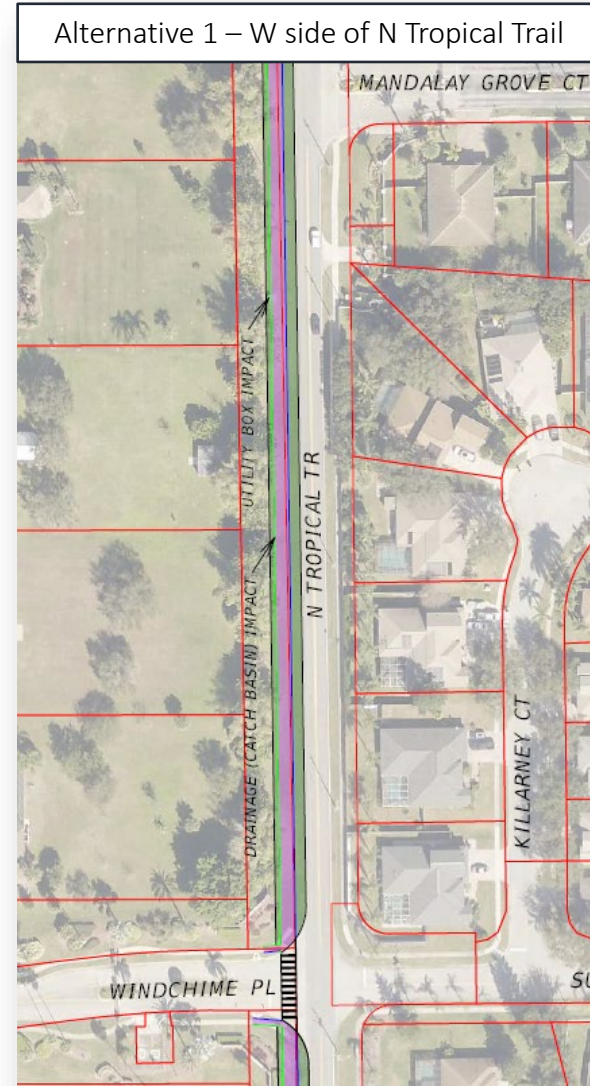 Alternative 1 – W side of N Tropical Trail
MANDALAY GROVE CT
UTILITY BOX IMPACT
N TROPICAL TR
DRAINAGE (CATCH BASIN) IMPACT
KILLARNEY CT
WINDCHIME PL